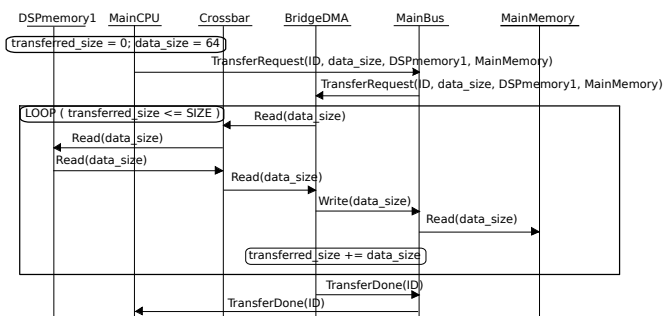 DSPmemory1 MainCPU Crossbar BridgeDMA MainBus MainMemory
transferred_size = 0; data_size = 64
TransferRequest(ID, data_size, DSPmemory1, MainMemory)
TransferRequest(ID, data_size, DSPmemory1, MainMemory)
LOOP ( transferred_size <= SIZE )
Read(data_size)
Read(data_size)
Read(data_size)
Read(data_size)
Write(data_size)
Read(data_size)
transferred_size += data_size
TransferDone(ID)
TransferDone(ID)